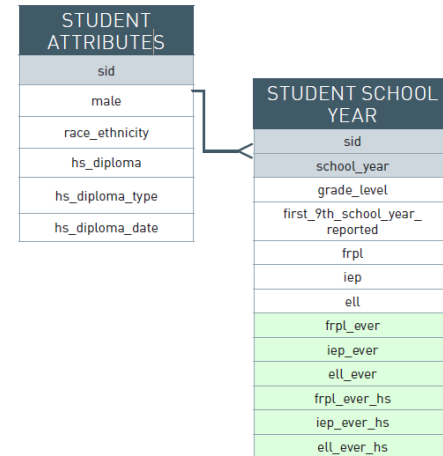 STUDENT
ATTRIBUTES
sid
male
race_ethnicity
hs_diploma
hs_diploma_type
hs_diploma_date
STUDENT SCHOOL
YEAR
sid
school_year
grade_level
first_9th_school_year_
reported
frpl
iep
ell
frpl_ever
iep_ever
ell_ever
frpl_ever_hs
iep_ever_hs
ell_ever_hs